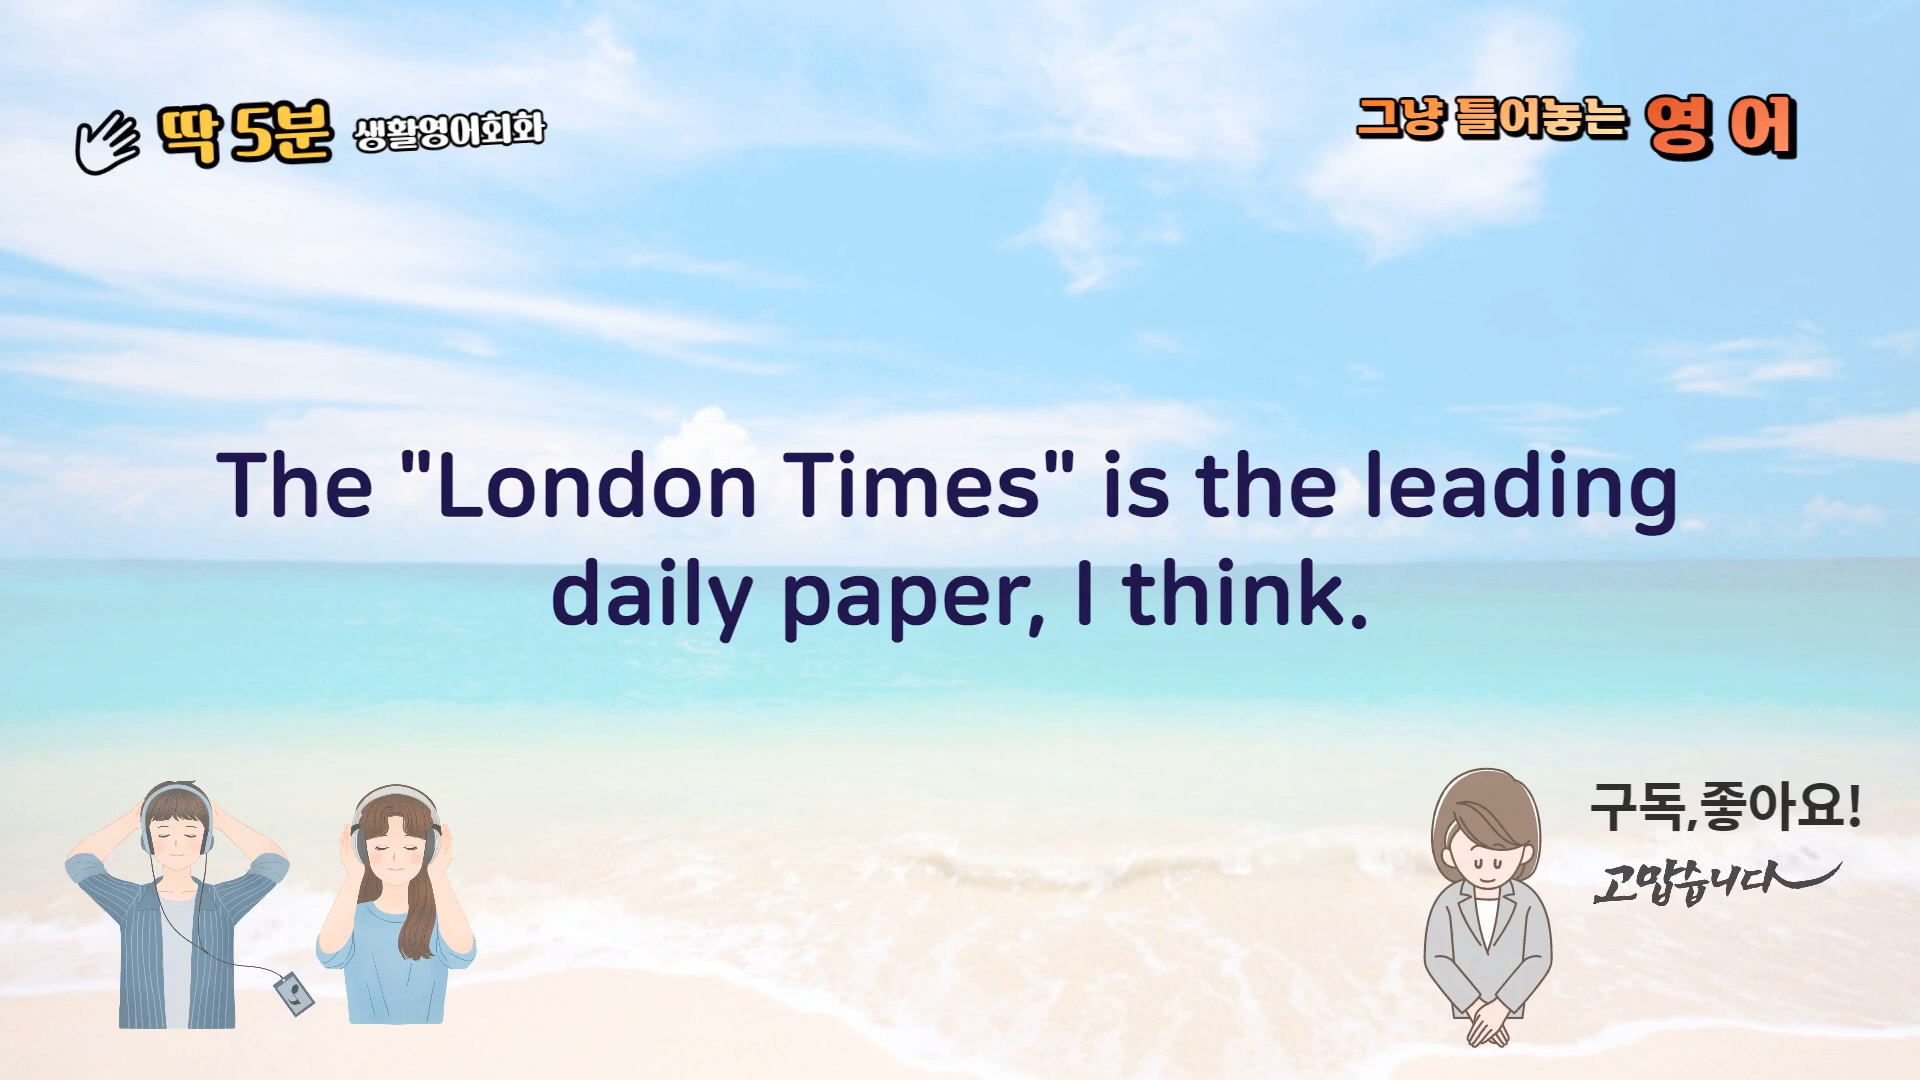 딱 5분 생활영어회화
그냥 틀어놓는 영어
The "London Times" is the leading
daily paper, I think.
구독,좋아요!
고맙습니다